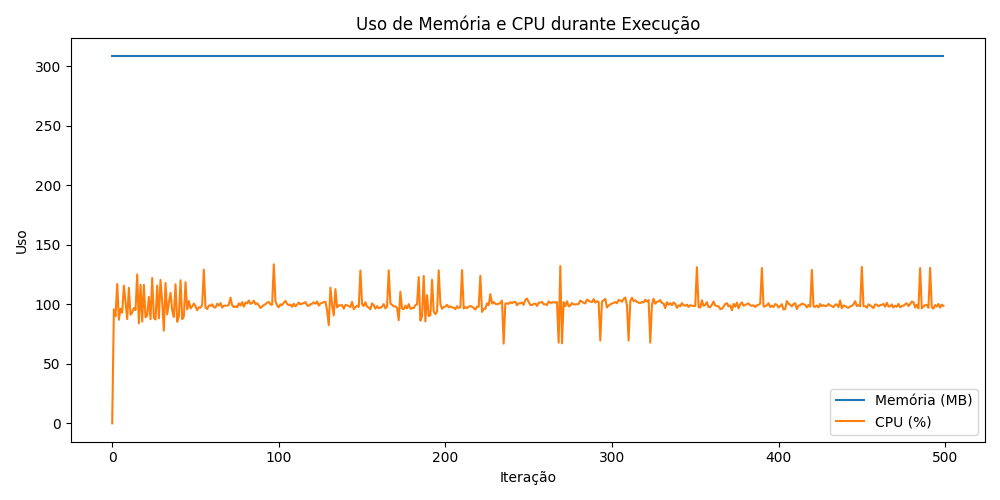 Uso de Memória e CPU durante Execução
Uso
300
250
200
150
100
50
0
0 100 200 300 400 500
Iteração
Memória (MB)
CPU (%)